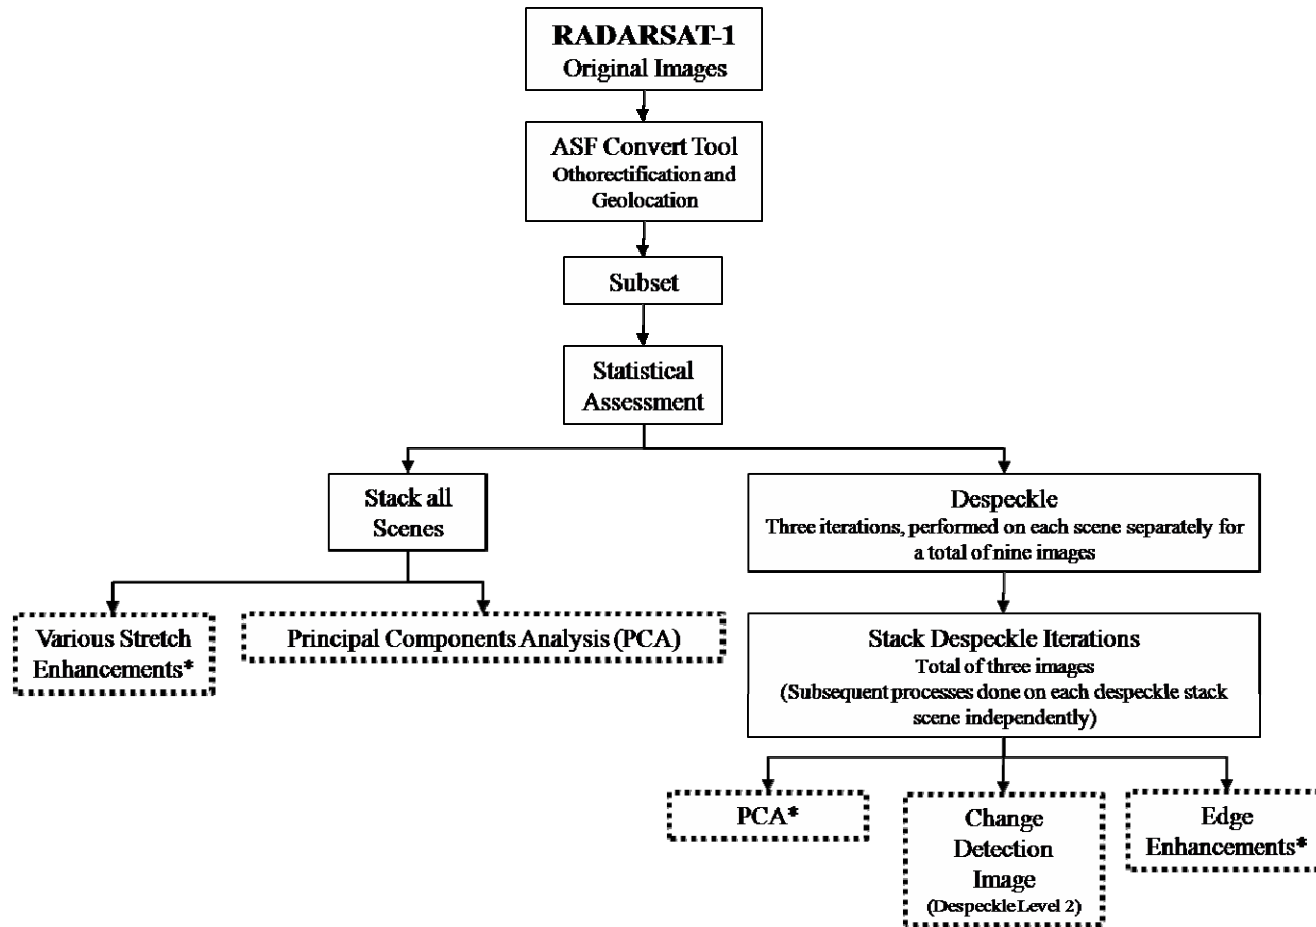 RADARSAT-1
Original Images
ASF Convert Tool
Othorectification and
Geolocation
Subset
Statistical
Assessment
Stack all
Scenes
Despeckle
Three iterations, performed on each scene separately for
a total of nine images
Various Stretch
Enhancements*
Principal Components Analysis (PCA)
Stack Despeckle Iterations
Total of three images
(Subsequent processes done on each despeckle stack
scene independently)
PCA*
Change
Detection
Image
(Despeckle Level 2)
Edge
Enhancements*